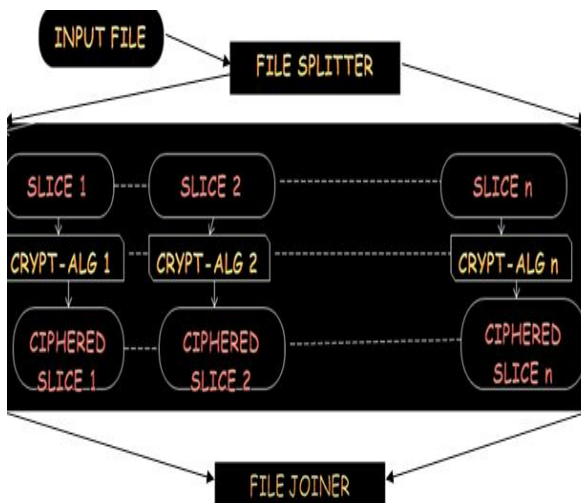 INPUT FILE
FILE SPLITTER
SLICE 1
SLICE 2
SLICE n
CRYPT-ALG 1
CRYPT-ALG 2
CRYPT-ALG n
CIPHERED
SLICE 1
CIPHERED
SLICE 2
CIPHERED
SLICE n
FILE JOINER